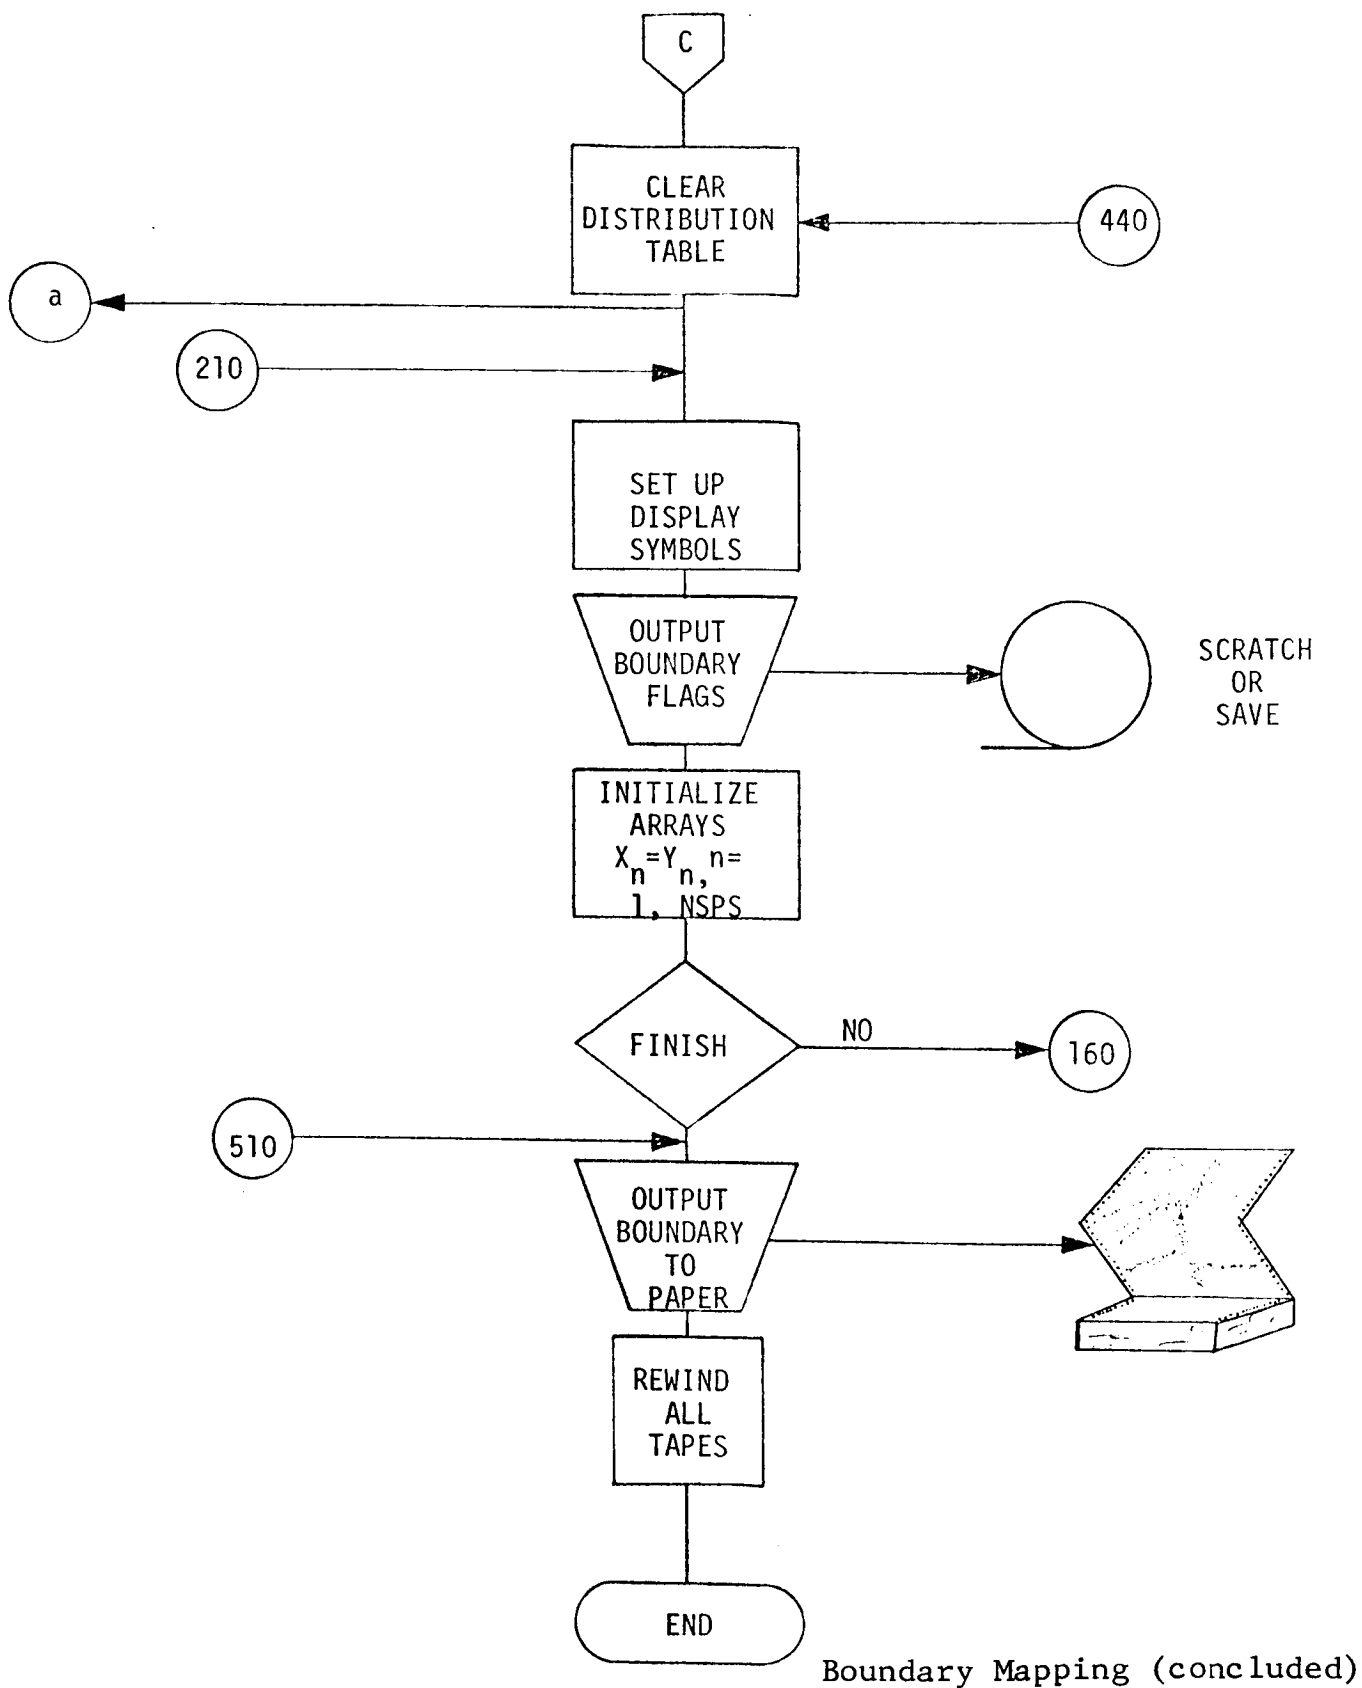 C
CLEAR
DISTRIBUTION
TABLE
440
a
210
SET UP
DISPLAY
SYMBOLS
OUTPUT
BOUNDARY
FLAGS
SCRATCH
OR
SAVE
INITIALIZE
ARRAYS
Xn=Yn, n=
1, NSPS
FINISH
NO
160
510
OUTPUT
BOUNDARY
TO
PAPER
REWIND
ALL
TAPES
END
Boundary Mapping (concluded)